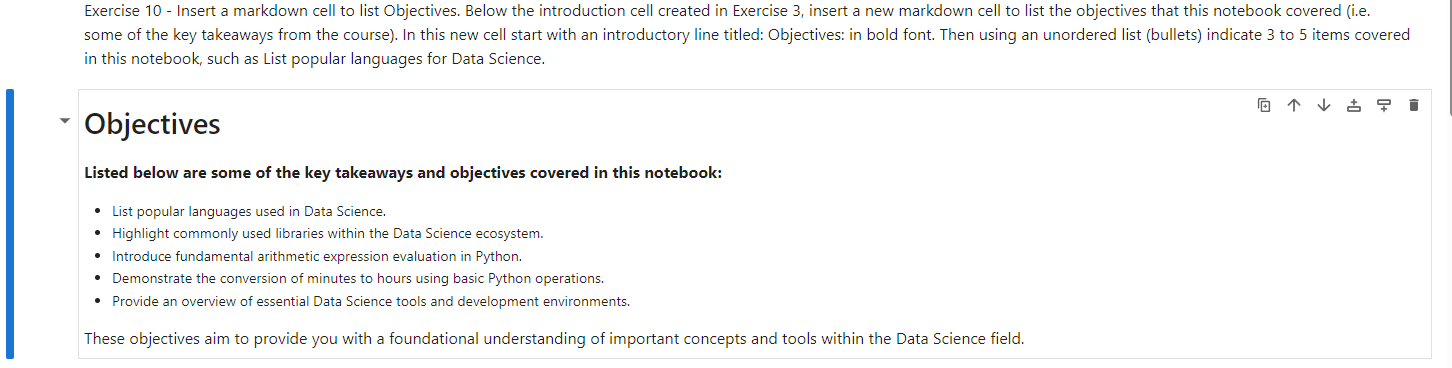 Exercise 10 - Insert a markdown cell to list Objectives. Below the introduction cell created in Exercise 3, insert a new markdown cell to list the objectives that this notebook covered (i.e.
some of the key takeaways from the course). In this new cell start with an introductory line titled: Objectives: in bold font. Then using an unordered list (bullets) indicate 3 to 5 items covered
in this notebook, such as List popular languages for Data Science.
Objectives
Listed below are some of the key takeaways and objectives covered in this notebook:
• List popular languages used in Data Science.
• Highlight commonly used libraries within the Data Science ecosystem.
• Introduce fundamental arithmetic expression evaluation in Python.
• Demonstrate the conversion of minutes to hours using basic Python operations.
• Provide an overview of essential Data Science tools and development environments.
These objectives aim to provide you with a foundational understanding of important concepts and tools within the Data Science field.